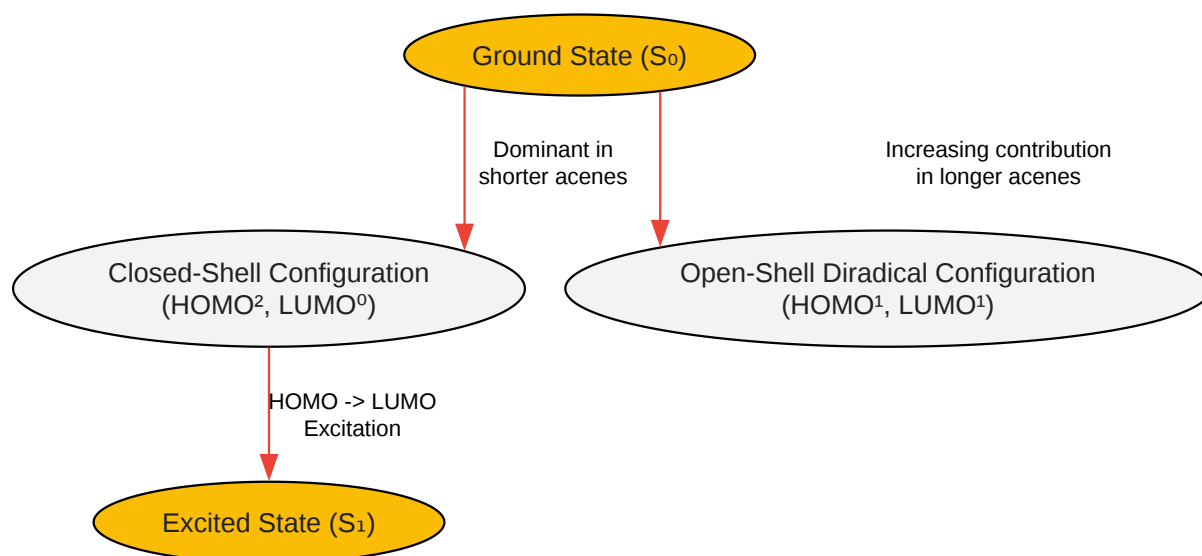 Ground State (S₀)
Dominant in
shorter acenes
Increasing contribution
in longer acenes
Closed-Shell Configuration
(HOMO², LUMO⁰)
Open-Shell Diradical Configuration
(HOMO¹, LUMO¹)
HOMO -> LUMO
Excitation
Excited State (S₁)